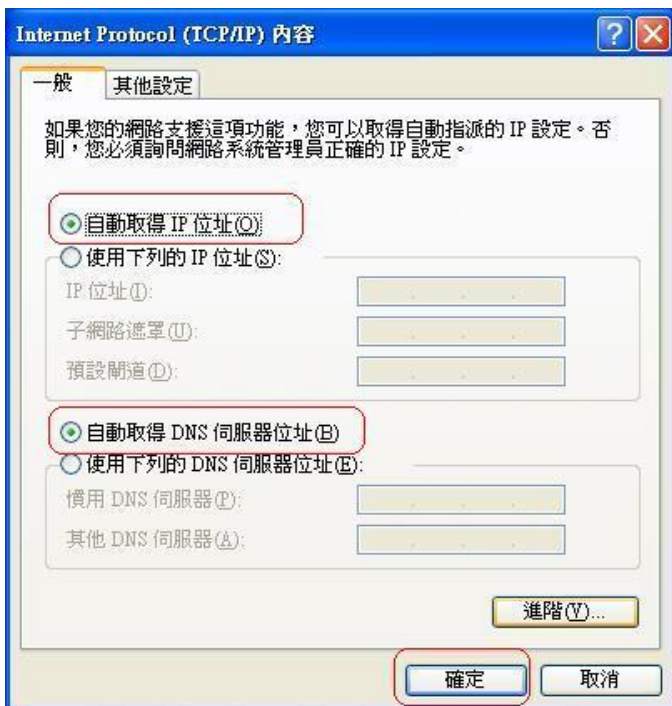 Internet Protocol (TCP/IP) 內容
一般
其他設定
如果您的網路支援這項功能，您可以取得自動指派的 IP 設定。否
則，您必須詢問網路系統管理員正確的 IP 設定。
自動取得 IP 位址(O)
使用下列的 IP 位址(S):
IP 位址(I):
子網路遮罩(U):
預設閘道(D):
自動取得 DNS 伺服器位址(B)
使用下列的 DNS 伺服器位址(E):
慣用 DNS 伺服器(P):
其他 DNS 伺服器(A):
進階(V)...
確定
取消